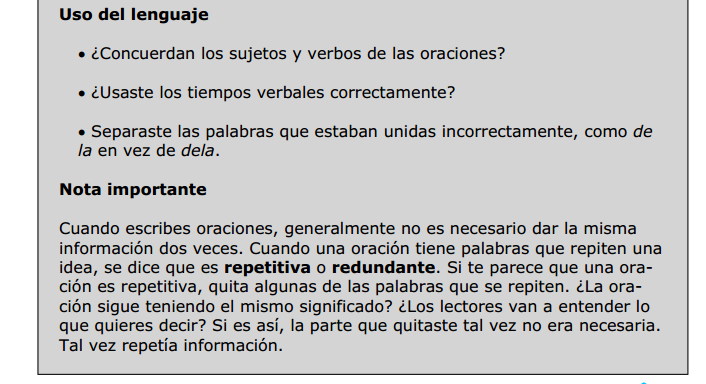 Uso del lenguaje
• ¿Concuerdan los sujetos y verbos de las oraciones?
• ¿Usaste los tiempos verbales correctamente?
• Separaste las palabras que estaban unidas incorrectamente, como de
la en vez de dela.
Nota importante
Cuando escribes oraciones, generalmente no es necesario dar la misma
información dos veces. Cuando una oración tiene palabras que repiten una
idea, se dice que es repetitiva o redundante. Si te parece que una ora-
ción es repetitiva, quita algunas de las palabras que se repiten. ¿La ora-
ción sigue teniendo el mismo significado? ¿Los lectores van a entender lo
que quieres decir? Si es así, la parte que quitaste tal vez no era necesaria.
Tal vez repetía información.